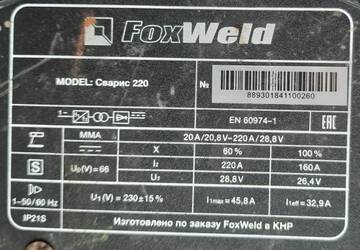 FoxWeld
MODEL: Сварис 220
№
889301841100260
EN 60974-1
EAC
MMA 20A/20,8V–220A/28,8V
X 60% 100%
S U₀(V)=66 I₂ 220A 160A
U₂ 28,8V 26,4V
1~50/60 Hz U₁(V) = 230±15% I₁max=45,8A I₁eff=32,9A
IP21S Изготовлено по заказу FoxWeld в КНР